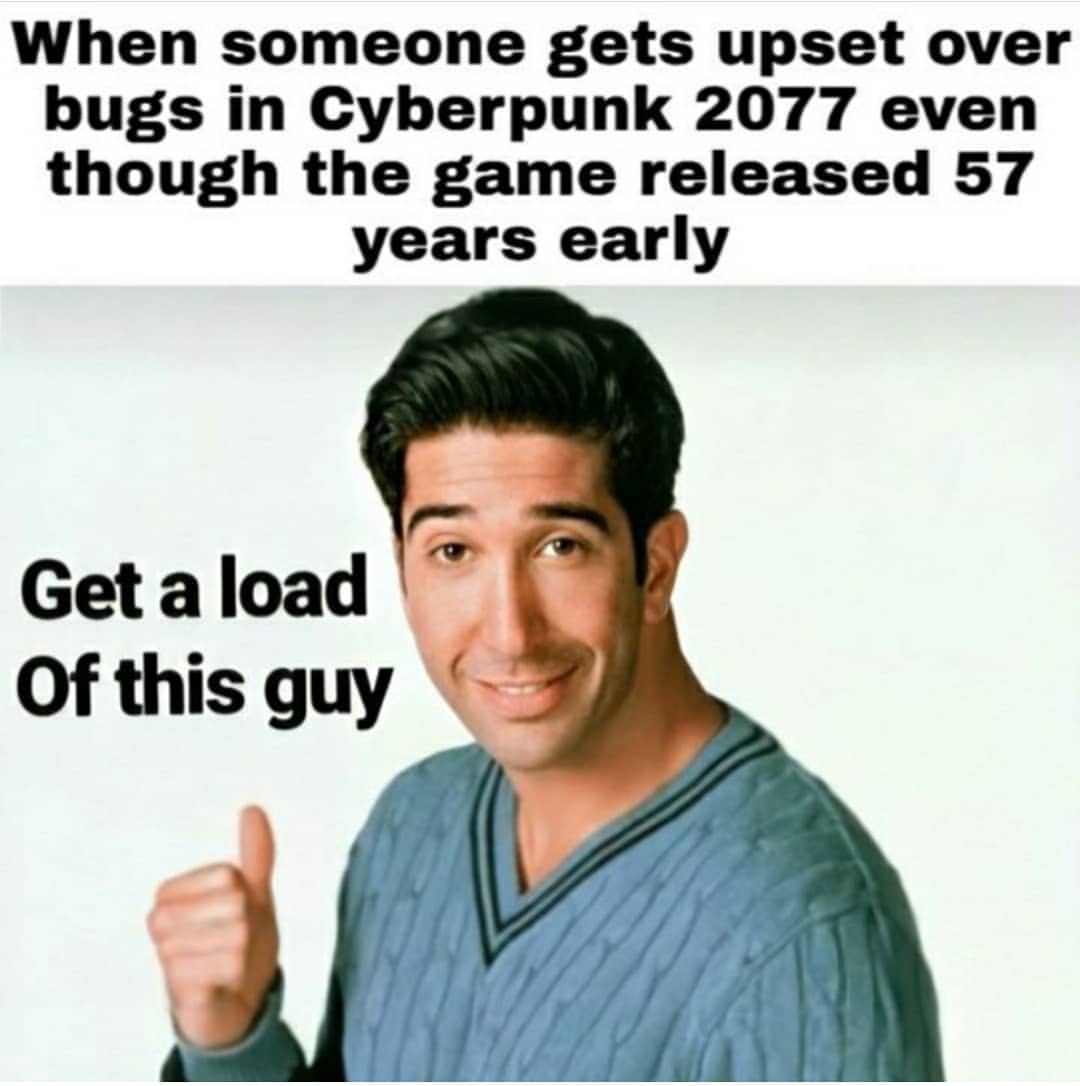 When someone gets upset over
bugs in Cyberpunk 2077 even
though the game released 57
years early
Get a load
Of this guy